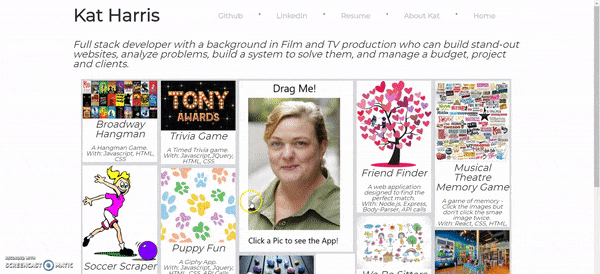 Kat Harris
Github • LinkedIn • Resume • About Kat • Home
Full stack developer with a background in Film and TV production who can build stand-out
websites, analyze problems, build a system to solve them, and manage a budget, project
and clients.
Broadway
Hangman
A Hangman Game.
With: Javascript, HTML,
CSS
TONY
AWARDS
Trivia Game
A Timed Trivia game.
With: Javascript, JQuery,
HTML, CSS
Drag Me!
Click a Pic to see the App!
Friend Finder
A web application
designed to find the
perfect match.
With: Node.js, Express,
Body-Parser, API calls
Musical
Theatre
Memory Game
A game of memory -
Click the images but
don't click the smae
image twice.
With: React, CSS, HTML,
Soccer Scraper
Puppy Fun
A Giphy App.
With: Javascript, Jquery,
HTML, CSS, API Calls
We Be Sitters
RECORDED WITH
SCREENCAST MATIC